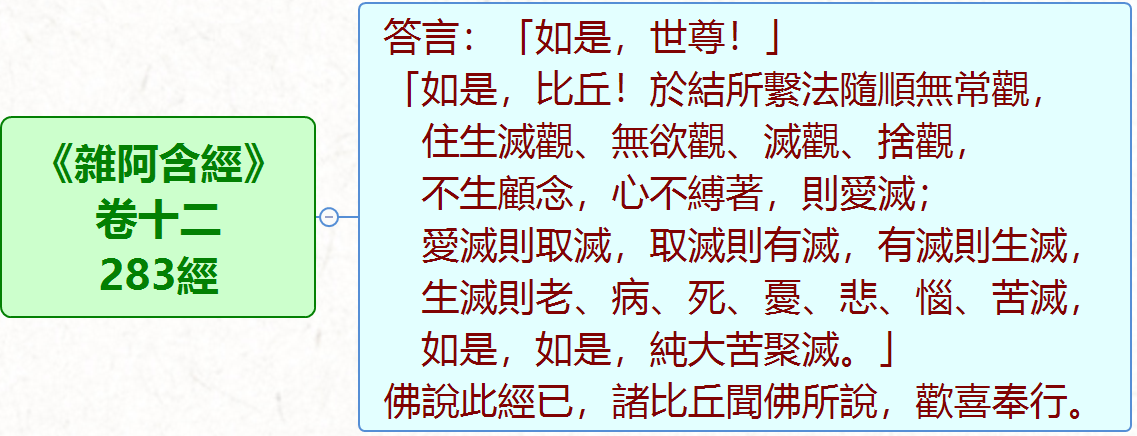 《雜阿含經》
卷十二
283經
答言：「如是，世尊！」
「如是，比丘！於結所繫法隨順無常觀，
住生滅觀、無欲觀、滅觀、捨觀，
不生顧念，心不縛著，則愛滅；
愛滅則取滅，取滅則有滅，有滅則生滅，
生滅則老、病、死、憂、悲、惱、苦滅，
如是，如是，純大苦聚滅。」
佛說此經已，諸比丘聞佛所說，歡喜奉行。